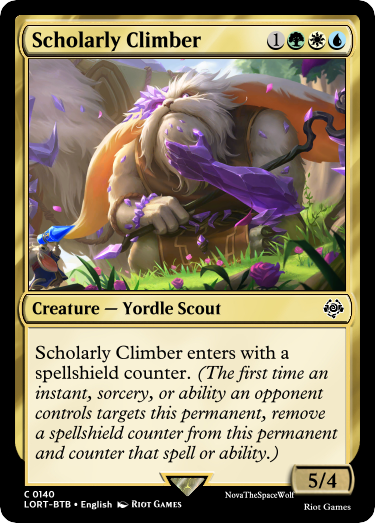 Scholarly Climber 1
Creature — Yordle Scout
Scholarly Climber enters with a
spellshield counter. (The first time an
instant, sorcery, or ability an opponent
controls targets this permanent, remove
a spellshield counter from this permanent
and counter that spell or ability.)
5/4
C 0140
LORT-BTB • English Riot Games
NovaTheSpaceWolf
Riot Games